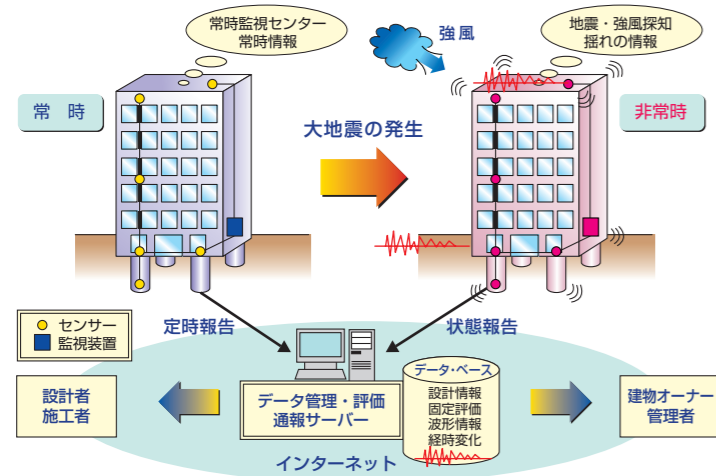 常時監視センター
常時情報
強風
地震・強風探知
揺れの情報
常 時
大地震の発生
非常時
センサー
監視装置
定時報告
状態報告
設計者
施工者
データ管理・評価
通報サーバー
データ・ベース
設計情報
固定評価
波形情報
経時変化
建物オーナー
管理者
インターネット